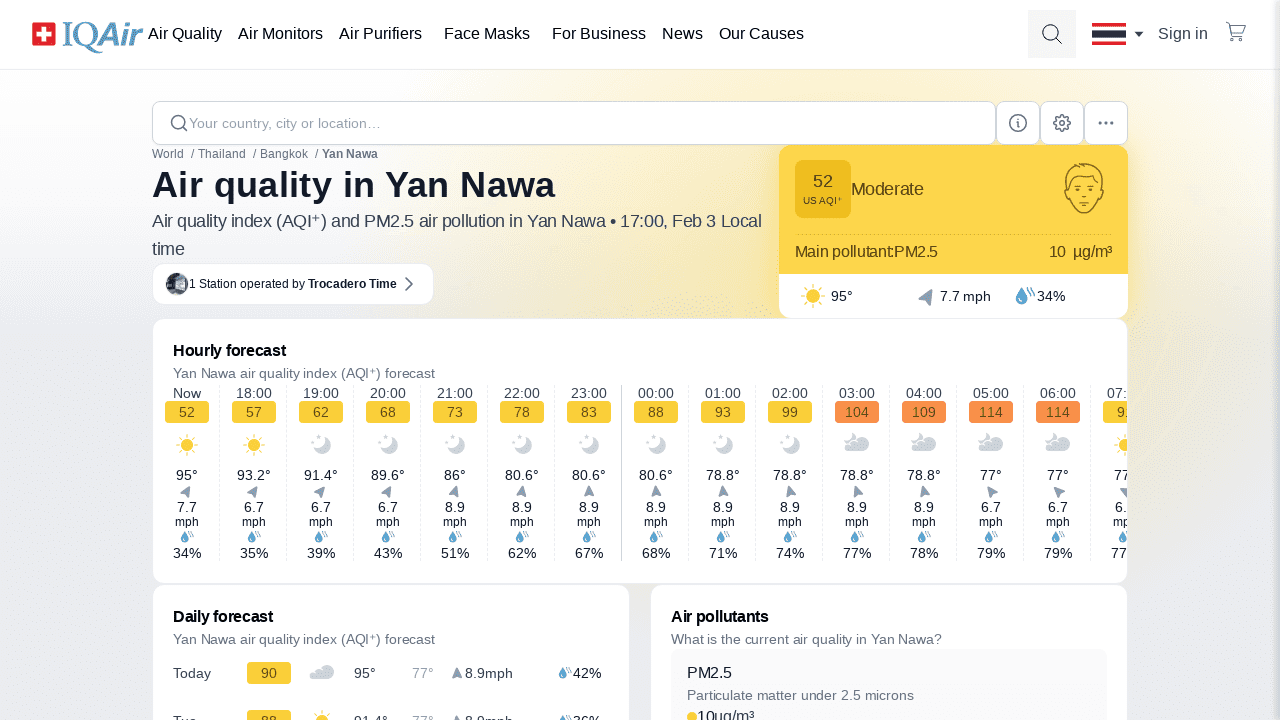 IQAir
Air Quality Air Monitors Air Purifiers Face Masks For Business News Our Cases
Sign in
Your country, city or location…
World / Thailand / Bangkok / Yan Nawa
Air quality in Yan Nawa
Air quality index (AQI⁺) and PM2.5 air pollution in Yan Nawa • 17:00, Feb 3 Local
time
1 Station operated by Trocadero Time
52
US AQI⁺
Moderate
Main pollutant:PM2.5 10 µg/m³
95° 7.7 mph 34%
Hourly forecast
Yan Nawa air quality index (AQI⁺) forecast
Now 18:00 19:00 20:00 21:00 22:00 23:00 00:00 01:00 02:00 03:00 04:00 05:00 06:00
52 57 62 68 73 78 83 88 93 99 104 109 114 114
95° 93.2° 91.4° 89.6° 86° 80.6° 80.6° 80.6° 78.8° 78.8° 78.8° 78.8° 77° 77°
7.7 6.7 6.7 6.7 8.9 8.9 8.9 8.9 8.9 8.9 8.9 8.9 6.7 6.7
mph mph mph mph mph mph mph mph mph mph mph mph mph mph
34% 35% 39% 43% 51% 62% 67% 68% 71% 74% 77% 78% 79% 79%
Daily forecast
Yan Nawa air quality index (AQI⁺) forecast
Today 90 95° 77° 8.9mph 42%
Tue 88 91.4° 77° 8.9mph 36%
Air pollutants
What is the current air quality in Yan Nawa?
PM2.5
Particulate matter under 2.5 microns
10µg/m³